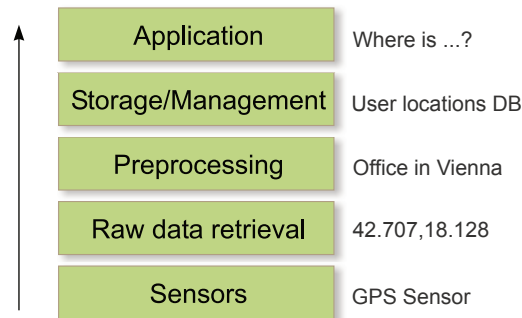 Application Where is ...?
Storage/Management User locations DB
Preprocessing Office in Vienna
Raw data retrieval 42.707,18.128
Sensors GPS Sensor